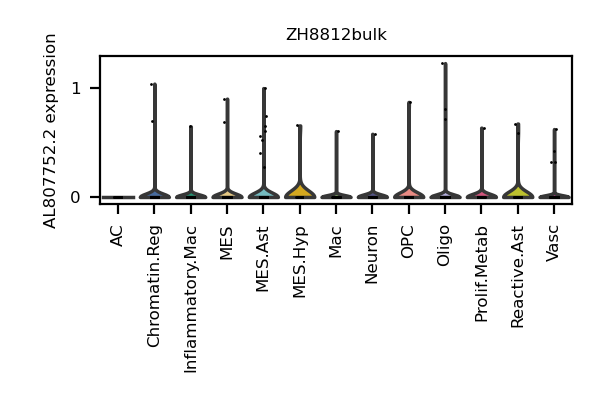 ZH8812bulk
AL807752.2 expression
1
0
AC
Chromatin.Reg
Inflammatory.Mac
MES
MES.Ast
MES.Hyp
Mac
Neuron
OPC
Oligo
Prolif.Metab
Reactive.Ast
Vasc